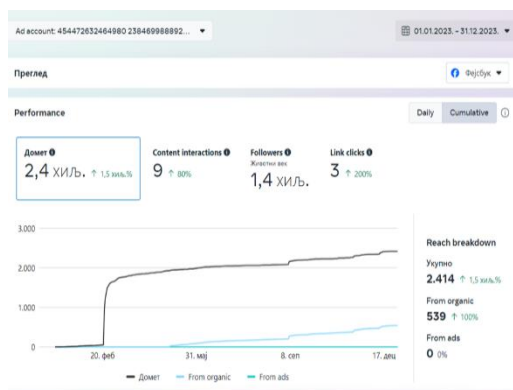 Ad account: 454472632464980 238469988892...
01.01.2023. – 31.12.2023.
Преглед
Фејсбук
Performance
Daily
Cumulative
Домет
2,4 хиљ. ↑ 1,5 хиљ.%
Content interactions
9 ↑ 80%
Followers
Животни век
1,4 хиљ.
Link clicks
3 ↑ 200%
3.000
2.000
1.000
0
20. феб
31. мај
8. сеп
17. дец
Домет
From organic
From ads
Reach breakdown
Укупно
2.414 ↑ 1,5 хиљ.%
From organic
539 ↑ 100%
From ads
0 0%